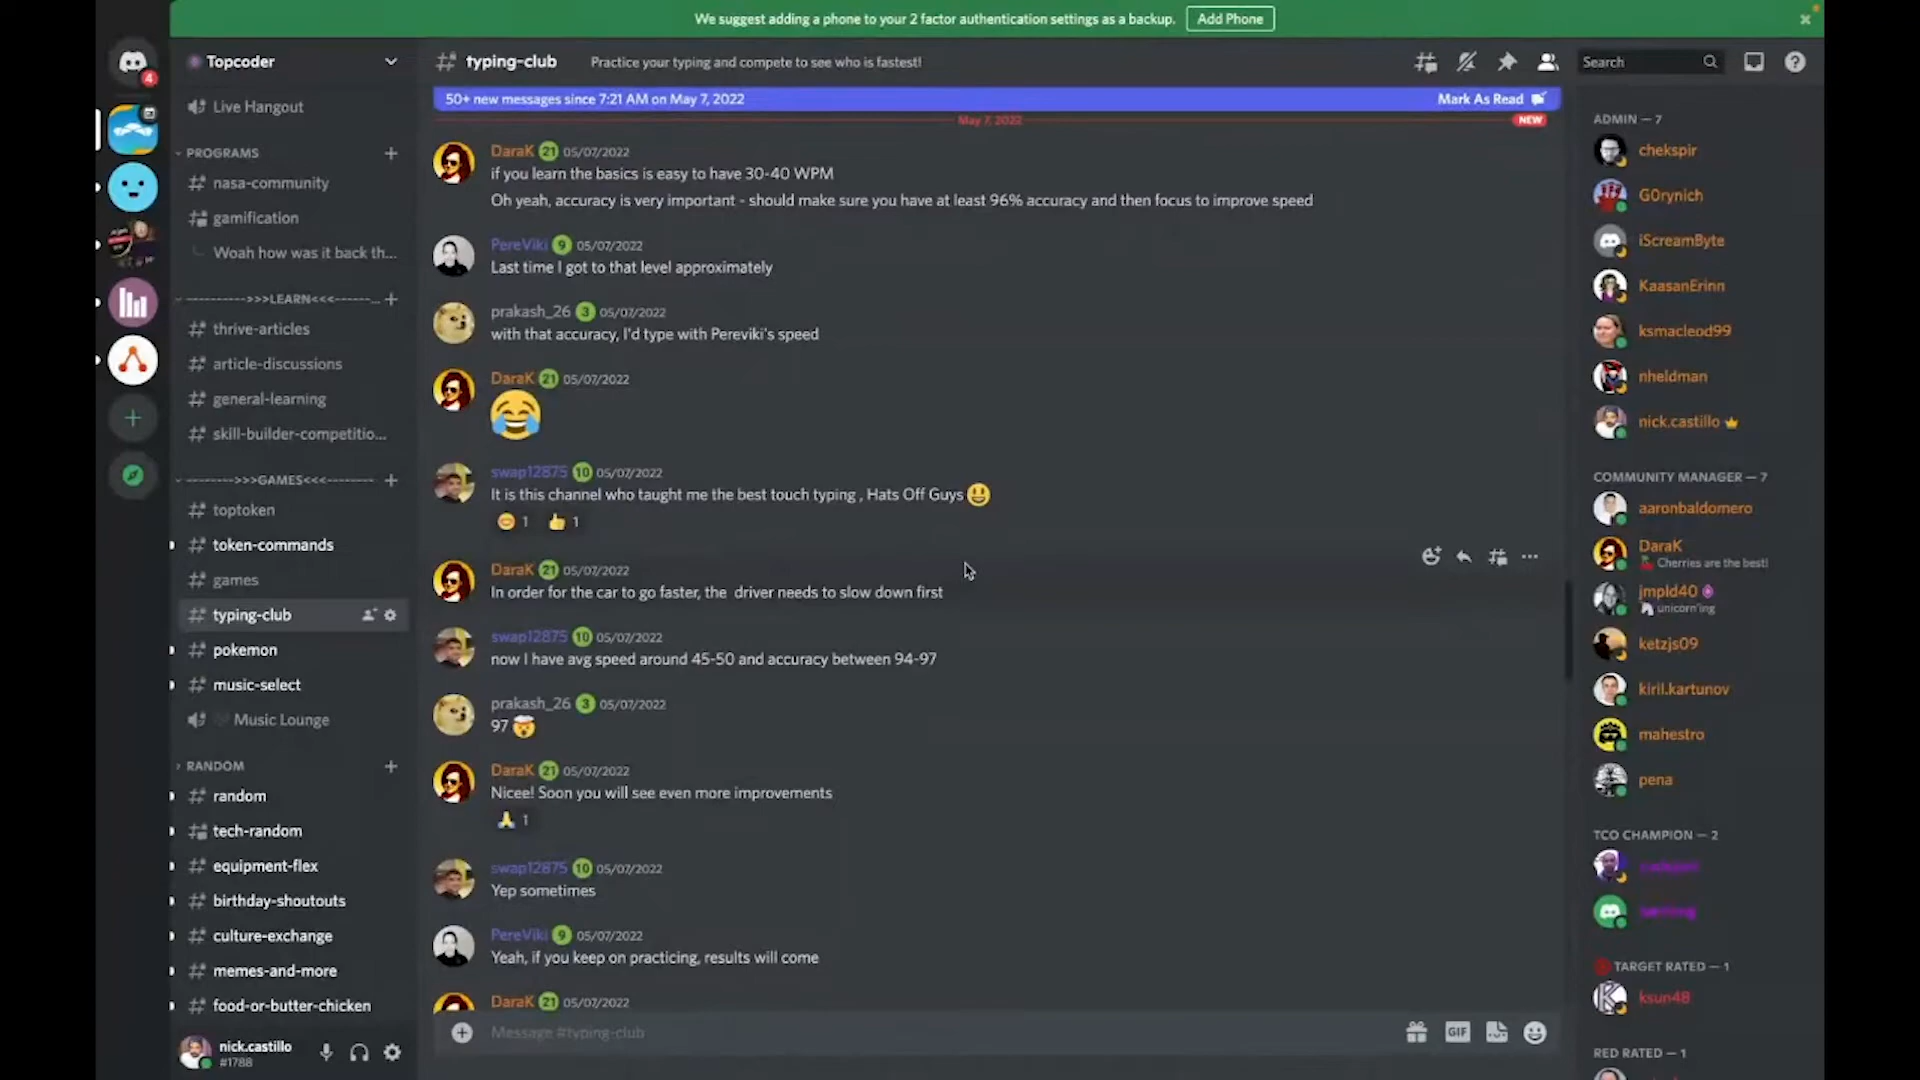 We suggest adding a phone to your 2 factor authentication settings as a backup. Add Phone
4
Topcoder
Live Hangout
PROGRAMS
nasa-community
gamification
Woah how was it back th...
---------->>>LEARN<<<------...
thrive-articles
article-discussions
general-learning
skill-builder-competitio...
-------->>>GAMES<<<--------
toptoken
token-commands
games
typing-club
pokemon
music-select
Music Lounge
RANDOM
random
tech-random
equipment-flex
birthday-shoutouts
culture-exchange
memes-and-more
food-or-butter-chicken
nick.castillo
#1788
typing-club Practice your typing and compete to see who is fastest!
Search
50+ new messages since 7:21 AM on May 7, 2022 Mark As Read
May 7, 2022 NEW
DaraK 21 05/07/2022
if you learn the basics is easy to have 30-40 WPM
Oh yeah, accuracy is very important - should make sure you have at least 96% accuracy and then focus to improve speed
PereViki 9 05/07/2022
Last time I got to that level approximately
prakash_26 3 05/07/2022
with that accuracy, I'd type with Pereviki's speed
DaraK 21 05/07/2022
😂
swap12875 10 05/07/2022
It is this channel who taught me the best touch typing , Hats Off Guys 😃
1 👍 1
DaraK 21 05/07/2022
In order for the car to go faster, the  driver needs to slow down first
swap12875 10 05/07/2022
now I have avg speed around 45-50 and accuracy between 94-97
prakash_26 3 05/07/2022
97 🤯
DaraK 21 05/07/2022
Nicee! Soon you will see even more improvements
🙏 1
swap12875 10 05/07/2022
Yep sometimes
PereViki 9 05/07/2022
Yeah, if you keep on practicing, results will come
DaraK 21 05/07/2022
Message #typing-club
GIF
ADMIN — 7
chekspir
G0rynich
iScreamByte
KaasanErinn
ksmacleod99
nheldman
nick.castillo
COMMUNITY MANAGER — 7
aaronbaldomero
DaraK
🍒 Cherries are the best!
jmpld40
🦄 unicorn'ing
ketzjs09
kiril.kartunov
mahestro
pena
TCO CHAMPION — 2
TARGET RATED — 1
ksun48
RED RATED — 1